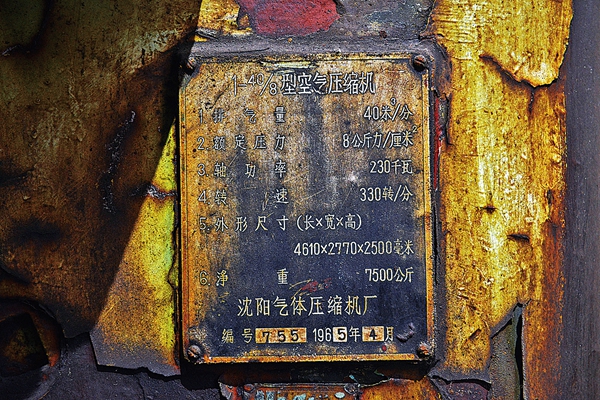 1-40/8 型空气压缩机
1. 排气量 40米³/分
2. 额定压力 8公斤力/厘米²
3. 轴功率 230千瓦
4. 转速 330转/分
5. 外形尺寸(长×宽×高)
4610×2770×2500毫米
6. 净重 7500公斤
沈阳气体压缩机厂
编号 755 1965年4月